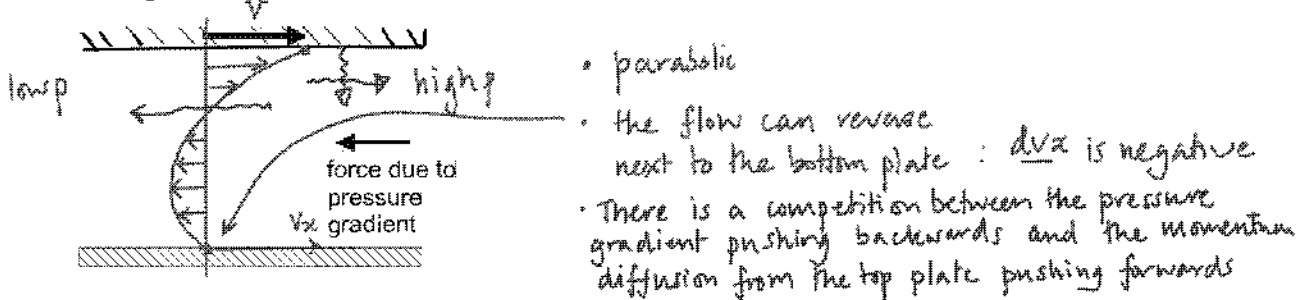 V
low p
high p
force due to
pressure
gradient
Vx
• parabolic
• the flow can reverse
next to the bottom plate : dvx is negative
• There is a competition between the pressure
gradient pushing backwards and the momentum
diffusion from the top plate pushing forwards